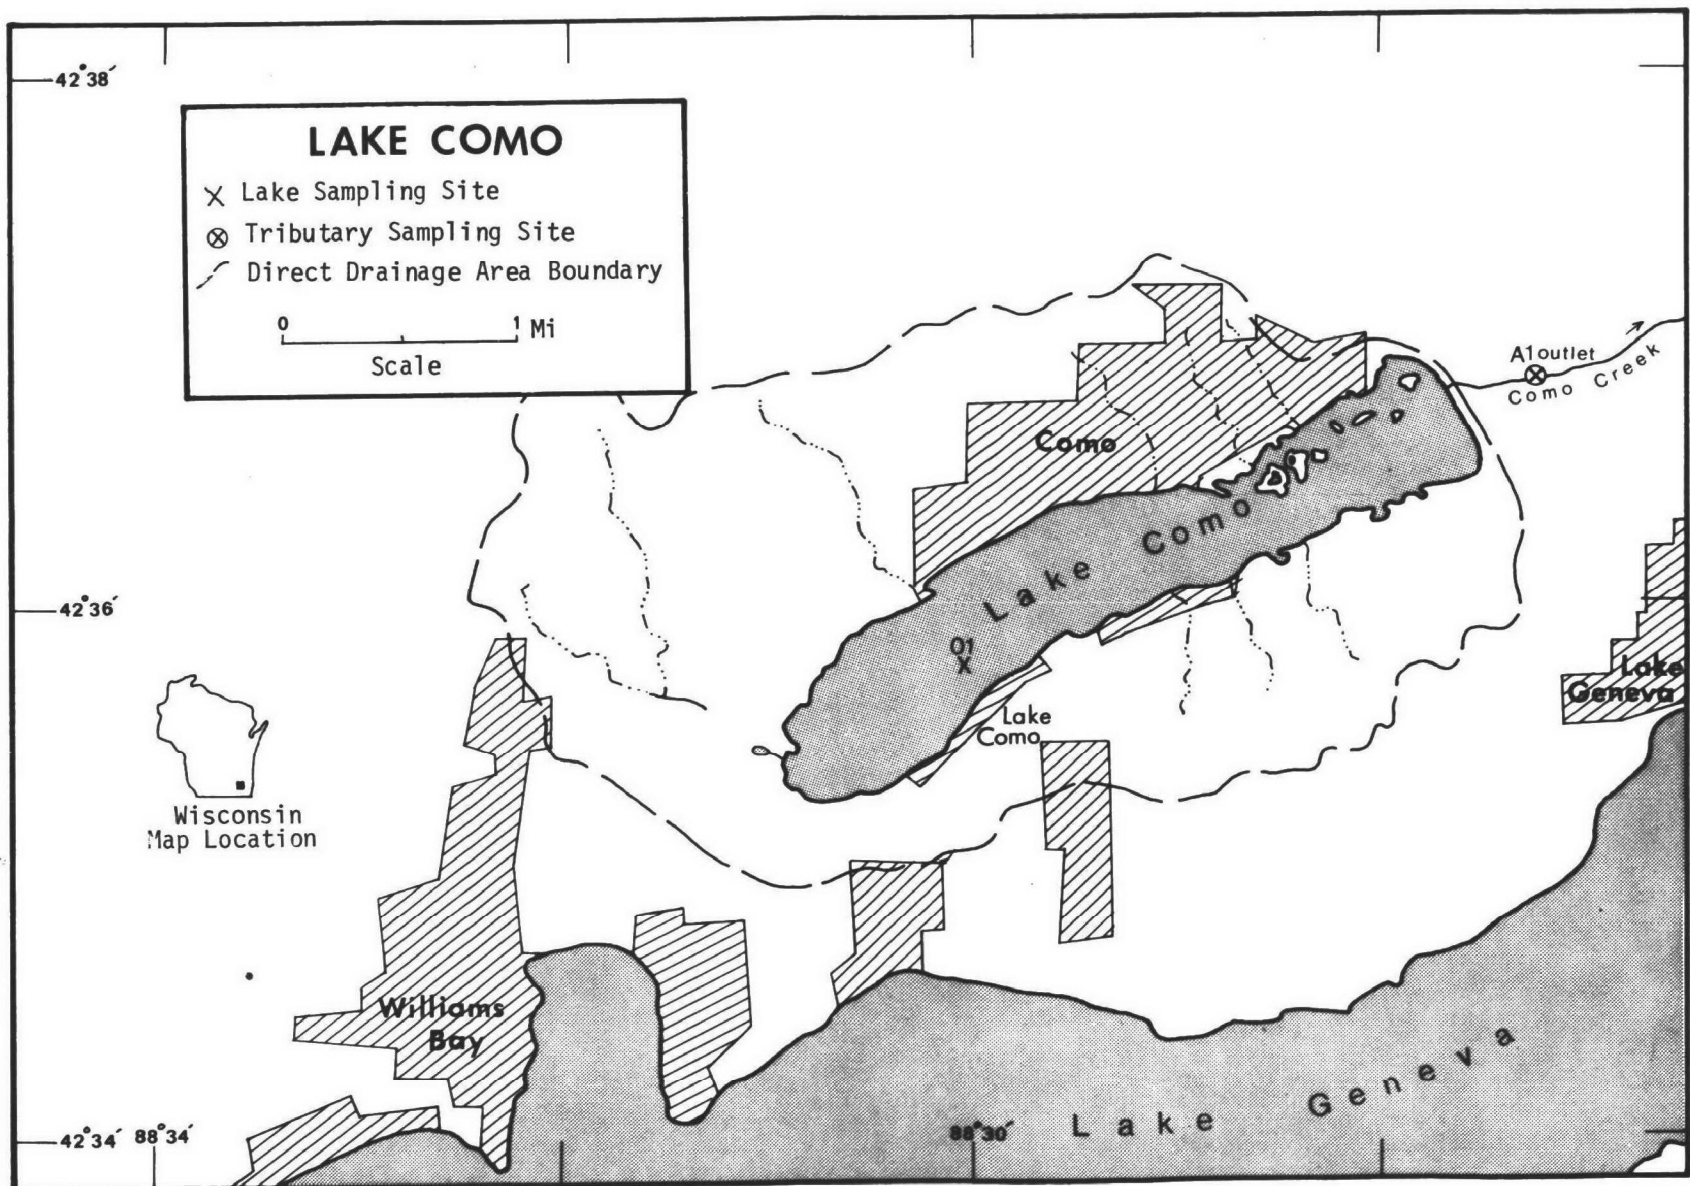 42°38′
LAKE COMO
X Lake Sampling Site
⊗ Tributary Sampling Site
Direct Drainage Area Boundary
0 1 Mi
Scale
A1 outlet
Como Creek
Como
Lake Como
42°36′
01
X
Lake
Geneva
Lake
Como
Wisconsin
Map Location
Williams
Bay
Lake Geneva
42°34′ 88°34′
88°30′